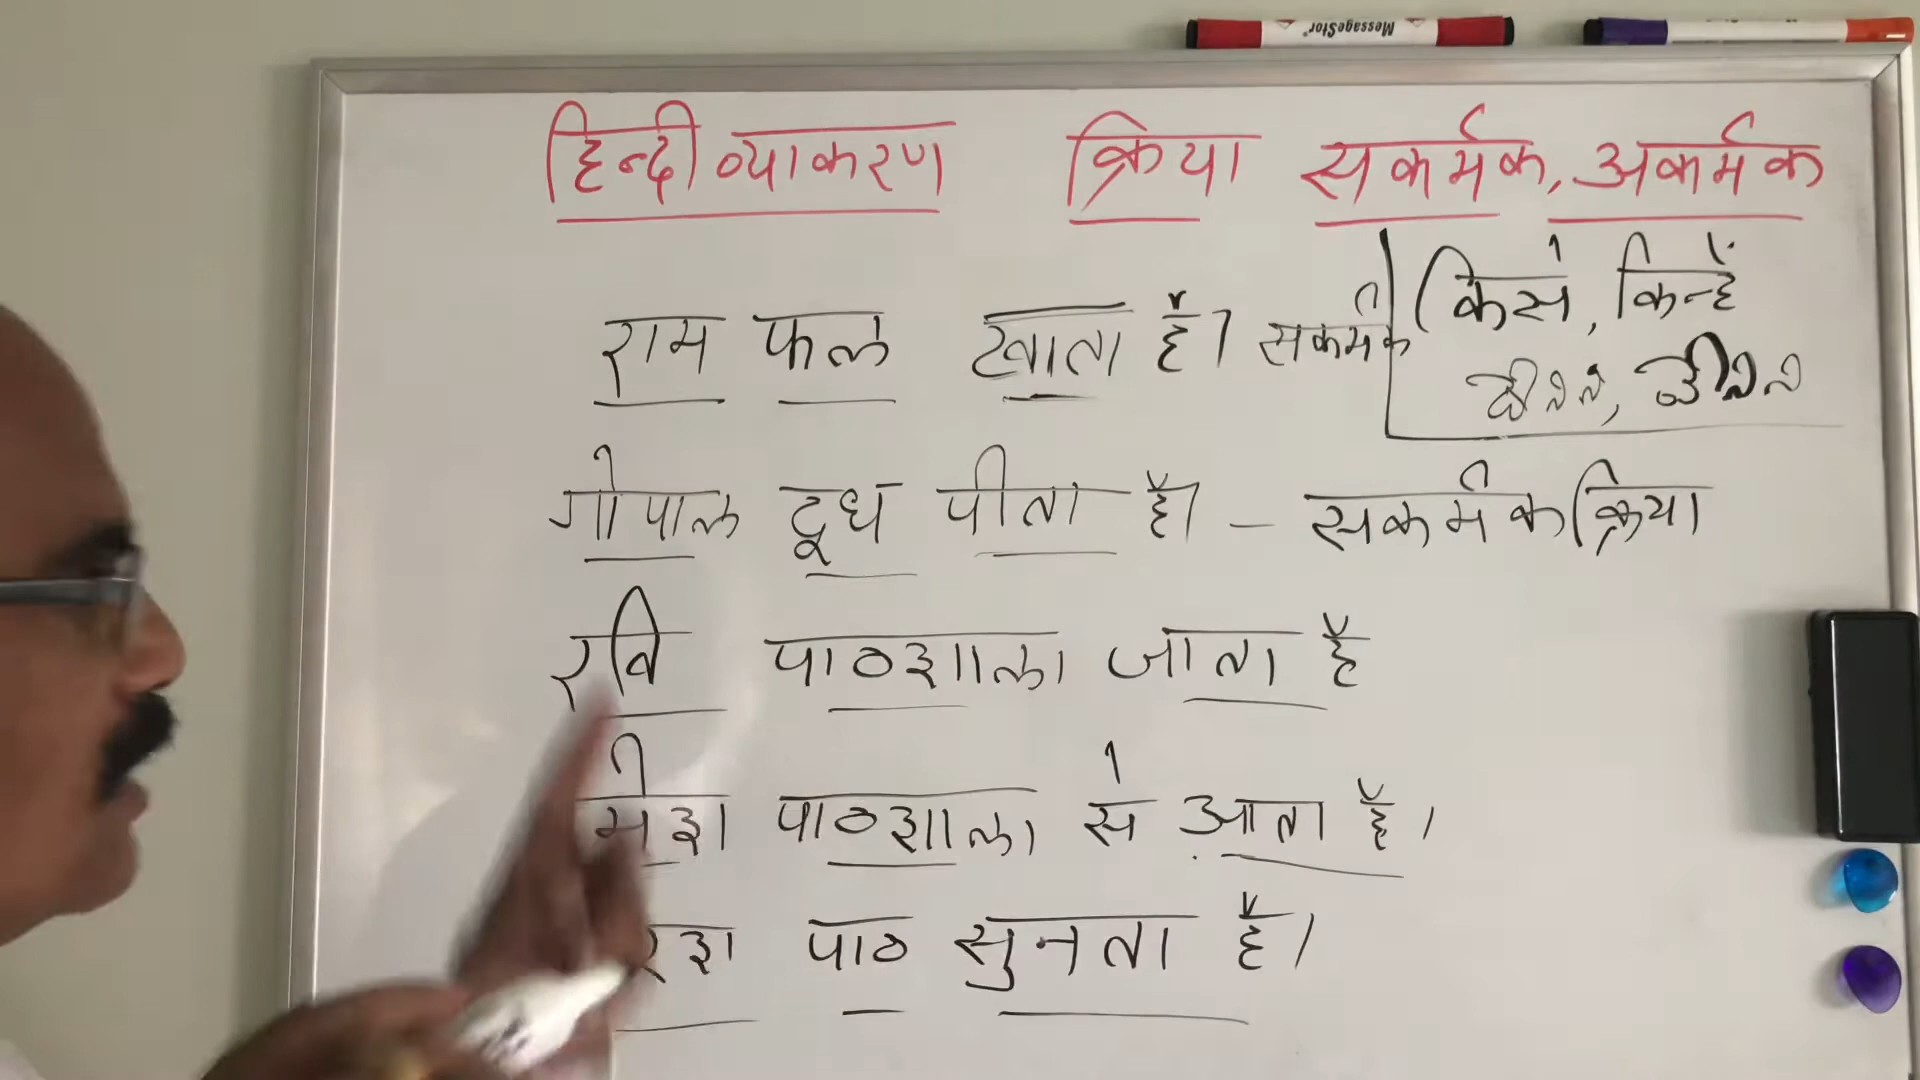 MessageStor
हिन्दी व्याकरण क्रिया सकर्मक, अकर्मक
किसे, किन्हें
राम फल खाता है। सकर्मक
गोपाल दूध पीता है। – सकर्मक क्रिया
रवि पाठशाला जाता है
पाठशाला से आता है।
पाठ सुनता है।